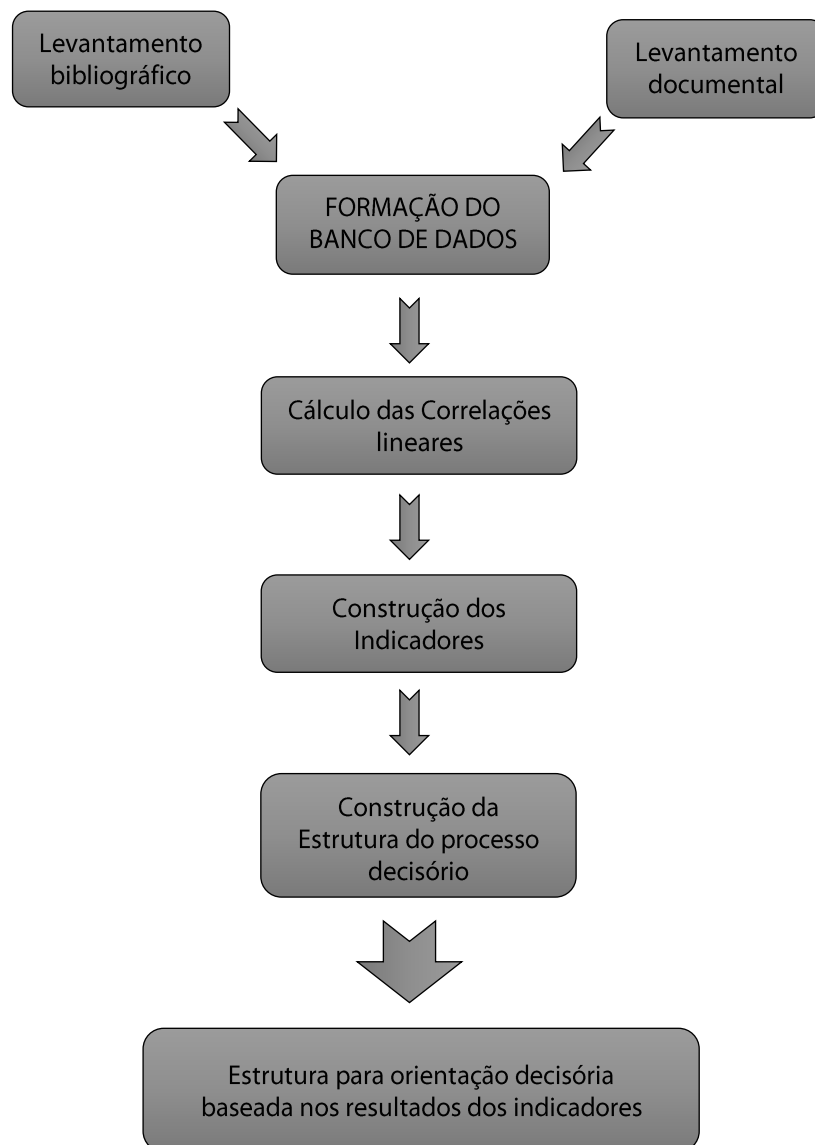 Levantamento
bibliográfico
Levantamento
documental
FORMAÇÃO DO
BANCO DE DADOS
Cálculo das Correlações
lineares
Construção dos
Indicadores
Construção da
Estrutura do processo
decisório
Estrutura para orientação decisória
baseada nos resultados dos indicadores